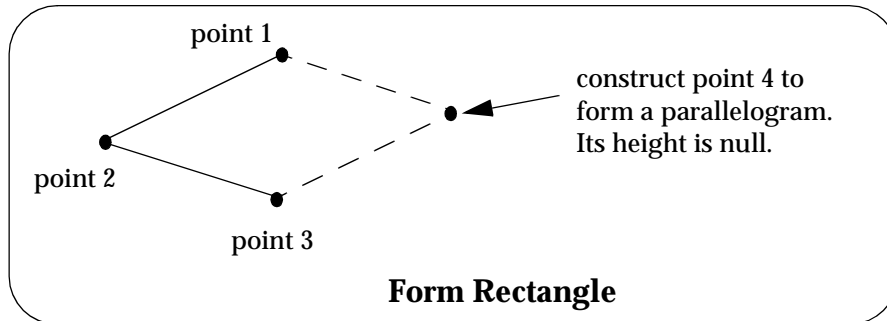 point 1
construct point 4 to
form a parallelogram.
Its height is null.
point 2
point 3
Form Rectangle